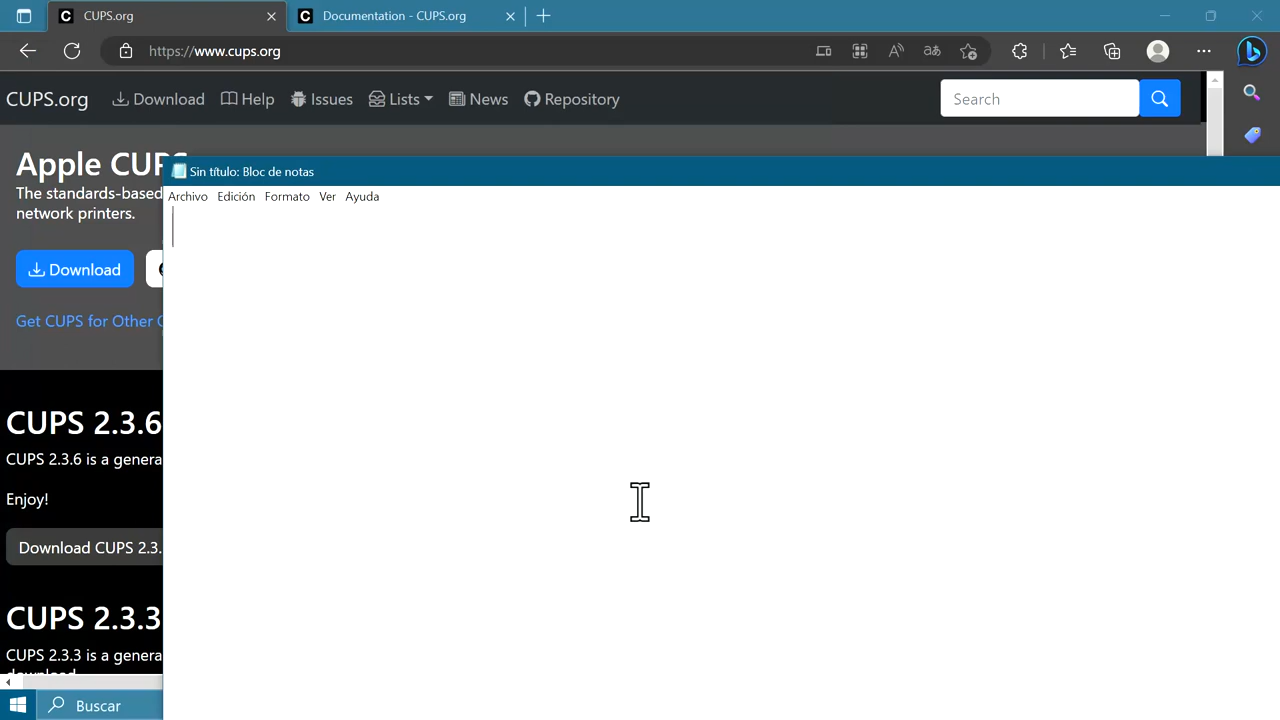 CUPS.org
Documentation - CUPS.org
https://www.cups.org
CUPS.org Download Help Issues Lists News Repository Search
Apple CUPS
The standards-based
network printers.
Download
Get CUPS for Other
CUPS 2.3.6
CUPS 2.3.6 is a genera
Enjoy!
Download CUPS 2.3.
CUPS 2.3.3
CUPS 2.3.3 is a genera
download
Sin título: Bloc de notas
Archivo Edición Formato Ver Ayuda
Buscar